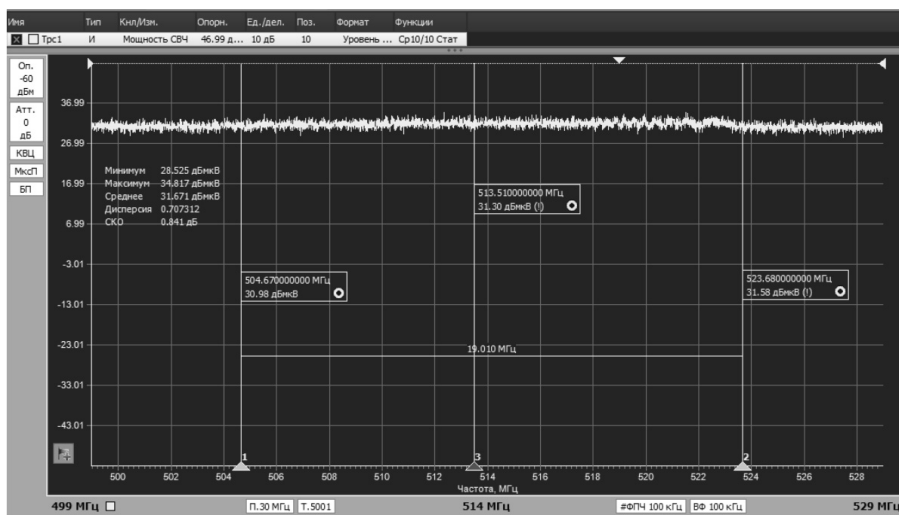 Имя Тип Кнл/Изм. Опорн. Ед./дел. Поз. Формат Функции
Трс1 И Мощность СВЧ 46.99 д... 10 дБ 10 Уровень ... Ср10/10 Стат
Оп.
-60
дБм
Атт.
0
дБ
КВЦ
МксП
БП
36.99
26.99
16.99
6.99
-3.01
-13.01
-23.01
-33.01
-43.01
Минимум 28.525 дБмкВ
Максимум 34.817 дБмкВ
Среднее 31.671 дБмкВ
Дисперсия 0.707312
СКО 0.841 дБ
513.510000000 МГц
31.30 дБмкВ (!)
504.670000000 МГц
30.98 дБмкВ
523.680000000 МГц
31.58 дБмкВ (!)
19.010 МГц
1 3 2
500 502 504 506 508 510 512 514 516 518 520 522 524 526 528
Частота, МГц
499 МГц П.30 МГц Т.5001 514 МГц #ФПЧ 100 кГц ВФ 100 кГц 529 МГц